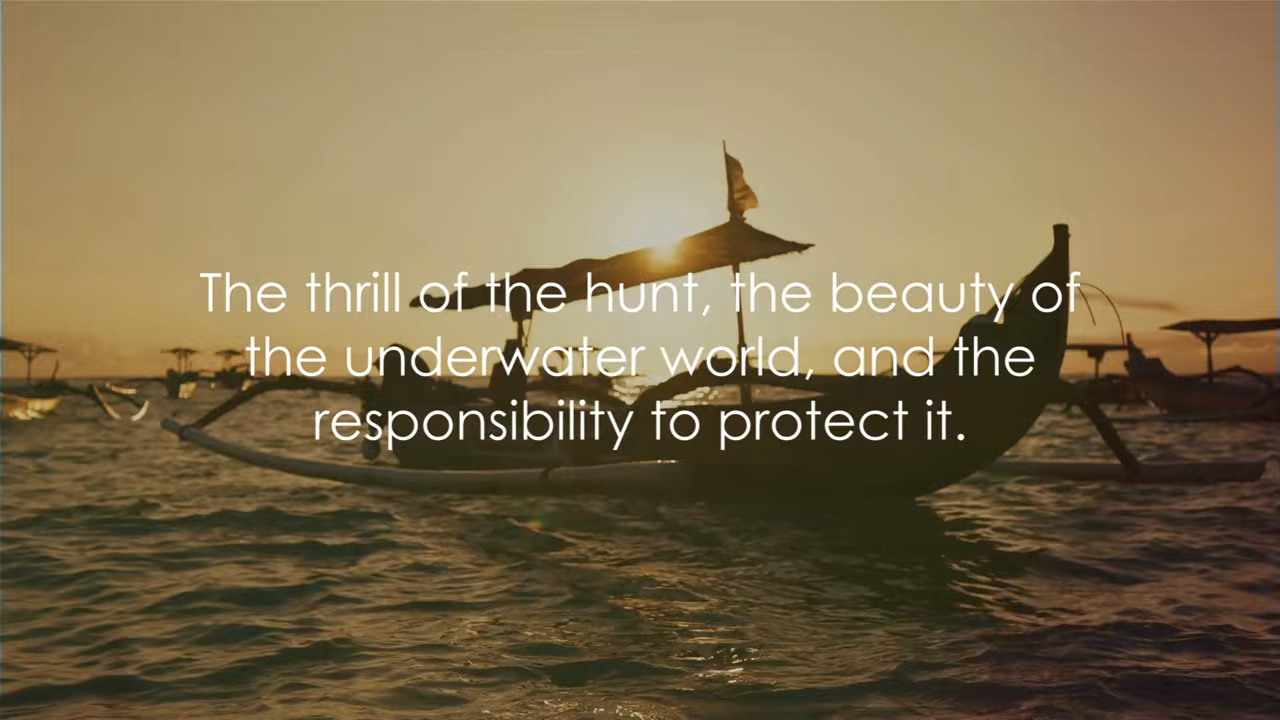 The thrill of the hunt, the beauty of
the underwater world, and the
responsibility to protect it.